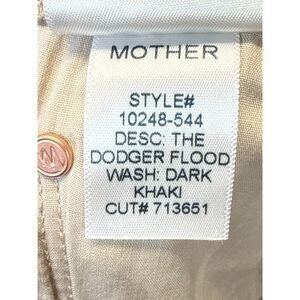 MOTHER
STYLE#
10248-544
DESC: THE
DODGER FLOOD
WASH: DARK
KHAKI
CUT# 713651